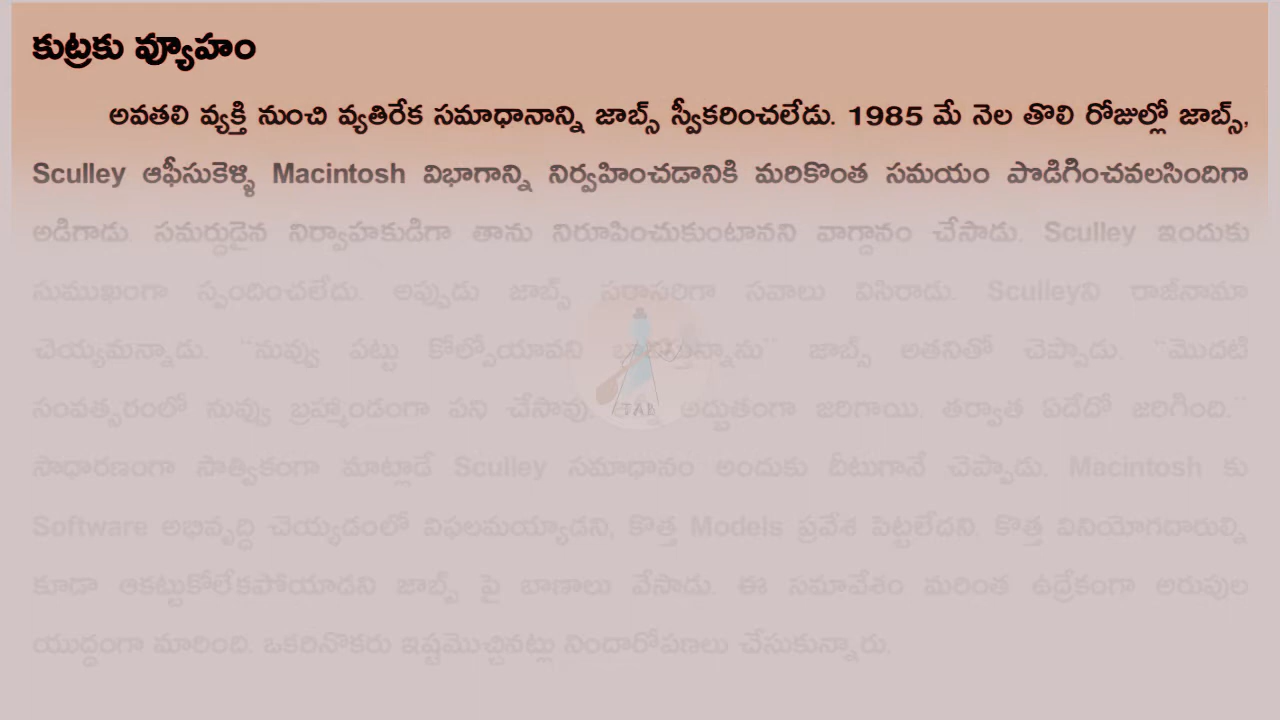 కుట్రకు వ్యూహం
అవతలి వ్యక్తి నుంచి వ్యతిరేక సమాధానాన్ని జాబ్స్ స్వీకరించలేడు. 1985 మే నెల తొలి రోజుల్లో జాబ్స్,
Sculley ఆఫీసుకెళ్ళి Macintosh విభాగాన్ని నిర్వహించడానికి మరికొంత సమయం పొడిగించవలసిందిగా
అడిగాడు. సమర్ధుడైన నిర్వాహకుడిగా తాను నిరూపించుకుంటానని వాగ్దానం చేసాడు. Sculley ఇందుకు
సుముఖంగా స్పందించలేదు. అప్పుడు జాబ్స్ సరాసరిగా సవాలు విసిరాడు. Sculleyని రాజీనామా
చెయ్యమన్నాడు. “నువ్వు పట్టు కోల్పోయావని భావిస్తున్నాను” జాబ్స్ అతనితో చెప్పాడు. “మొదటి
సంవత్సరంలో నువ్వు బ్రహ్మాండంగా పని చేసావు. అద్భుతంగా జరిగాయి. తర్వాత ఏదేదో జరిగింది.”
సాధారణంగా సాత్వికంగా మాట్లాడే Sculley సమాధానం అందుకు దీటుగానే చెప్పాడు. Macintosh కు
Software అభివృద్ధి చెయ్యడంలో విఫలమయ్యాడని, కొత్త Models ప్రవేశ పెట్టలేదని, కొత్త వినియోగదారుల్ని
కూడా ఆకట్టుకోలేకపోయాడని జాబ్స్ పై బాణాలు వేసాడు. ఈ సమావేశం మరింత ఉద్రేకంగా అరుపుల
యుద్ధంగా మారింది. ఒకరినొకరు ఇష్టమొచ్చినట్లు నిందారోపణలు చేసుకున్నారు.
TAB